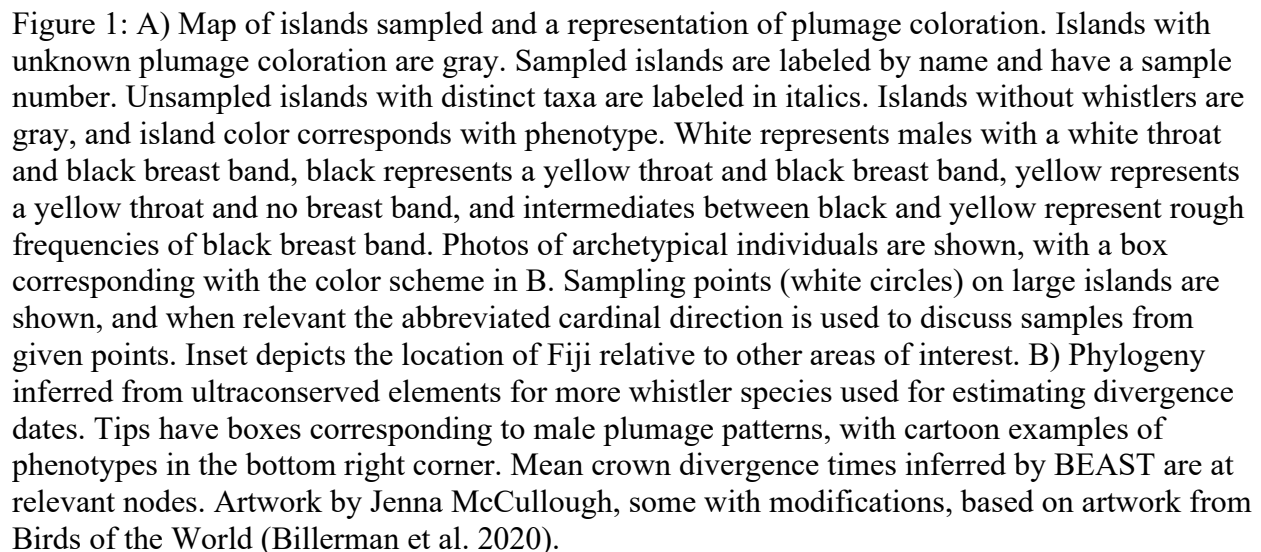 Figure 1: A) Map of islands sampled and a representation of plumage coloration. Islands with
unknown plumage coloration are gray. Sampled islands are labeled by name and have a sample
number. Unsampled islands with distinct taxa are labeled in italics. Islands without whistlers are
gray, and island color corresponds with phenotype. White represents males with a white throat
and black breast band, black represents a yellow throat and black breast band, yellow represents
a yellow throat and no breast band, and intermediates between black and yellow represent rough
frequencies of black breast band. Photos of archetypical individuals are shown, with a box
corresponding with the color scheme in B. Sampling points (white circles) on large islands are
shown, and when relevant the abbreviated cardinal direction is used to discuss samples from
given points. Inset depicts the location of Fiji relative to other areas of interest. B) Phylogeny
inferred from ultraconserved elements for more whistler species used for estimating divergence
dates. Tips have boxes corresponding to male plumage patterns, with cartoon examples of
phenotypes in the bottom right corner. Mean crown divergence times inferred by BEAST are at
relevant nodes. Artwork by Jenna McCullough, some with modifications, based on artwork from
Birds of the World (Billerman et al. 2020).